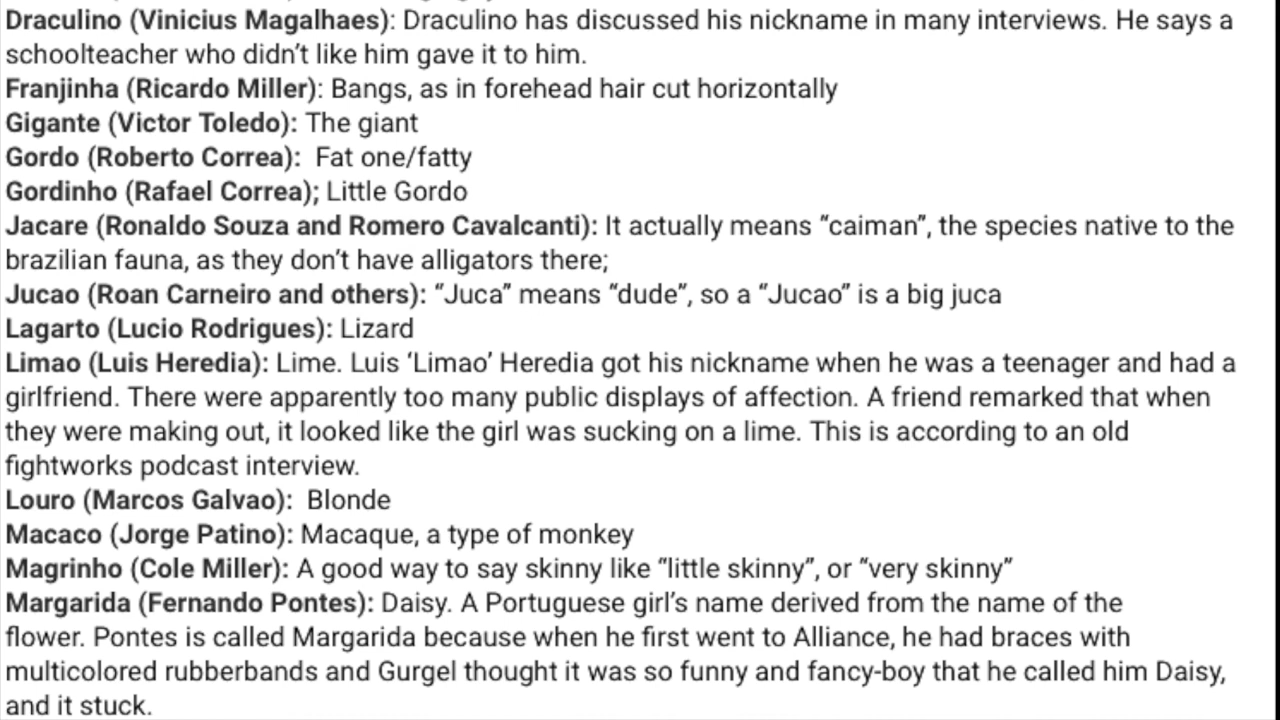 Draculino (Vinicius Magalhaes): Draculino has discussed his nickname in many interviews. He says a
schoolteacher who didn’t like him gave it to him.
Franjinha (Ricardo Miller): Bangs, as in forehead hair cut horizontally
Gigante (Victor Toledo): The giant
Gordo (Roberto Correa):  Fat one/fatty
Gordinho (Rafael Correa); Little Gordo
Jacare (Ronaldo Souza and Romero Cavalcanti): It actually means “caiman”, the species native to the
brazilian fauna, as they don’t have alligators there;
Jucao (Roan Carneiro and others): “Juca” means “dude”, so a “Jucao” is a big juca
Lagarto (Lucio Rodrigues): Lizard
Limao (Luis Heredia): Lime. Luis ‘Limao’ Heredia got his nickname when he was a teenager and had a
girlfriend. There were apparently too many public displays of affection. A friend remarked that when
they were making out, it looked like the girl was sucking on a lime. This is according to an old
fightworks podcast interview.
Louro (Marcos Galvao):  Blonde
Macaco (Jorge Patino): Macaque, a type of monkey
Magrinho (Cole Miller): A good way to say skinny like “little skinny”, or “very skinny”
Margarida (Fernando Pontes): Daisy. A Portuguese girl’s name derived from the name of the
flower. Pontes is called Margarida because when he first went to Alliance, he had braces with
multicolored rubberbands and Gurgel thought it was so funny and fancy-boy that he called him Daisy,
and it stuck.